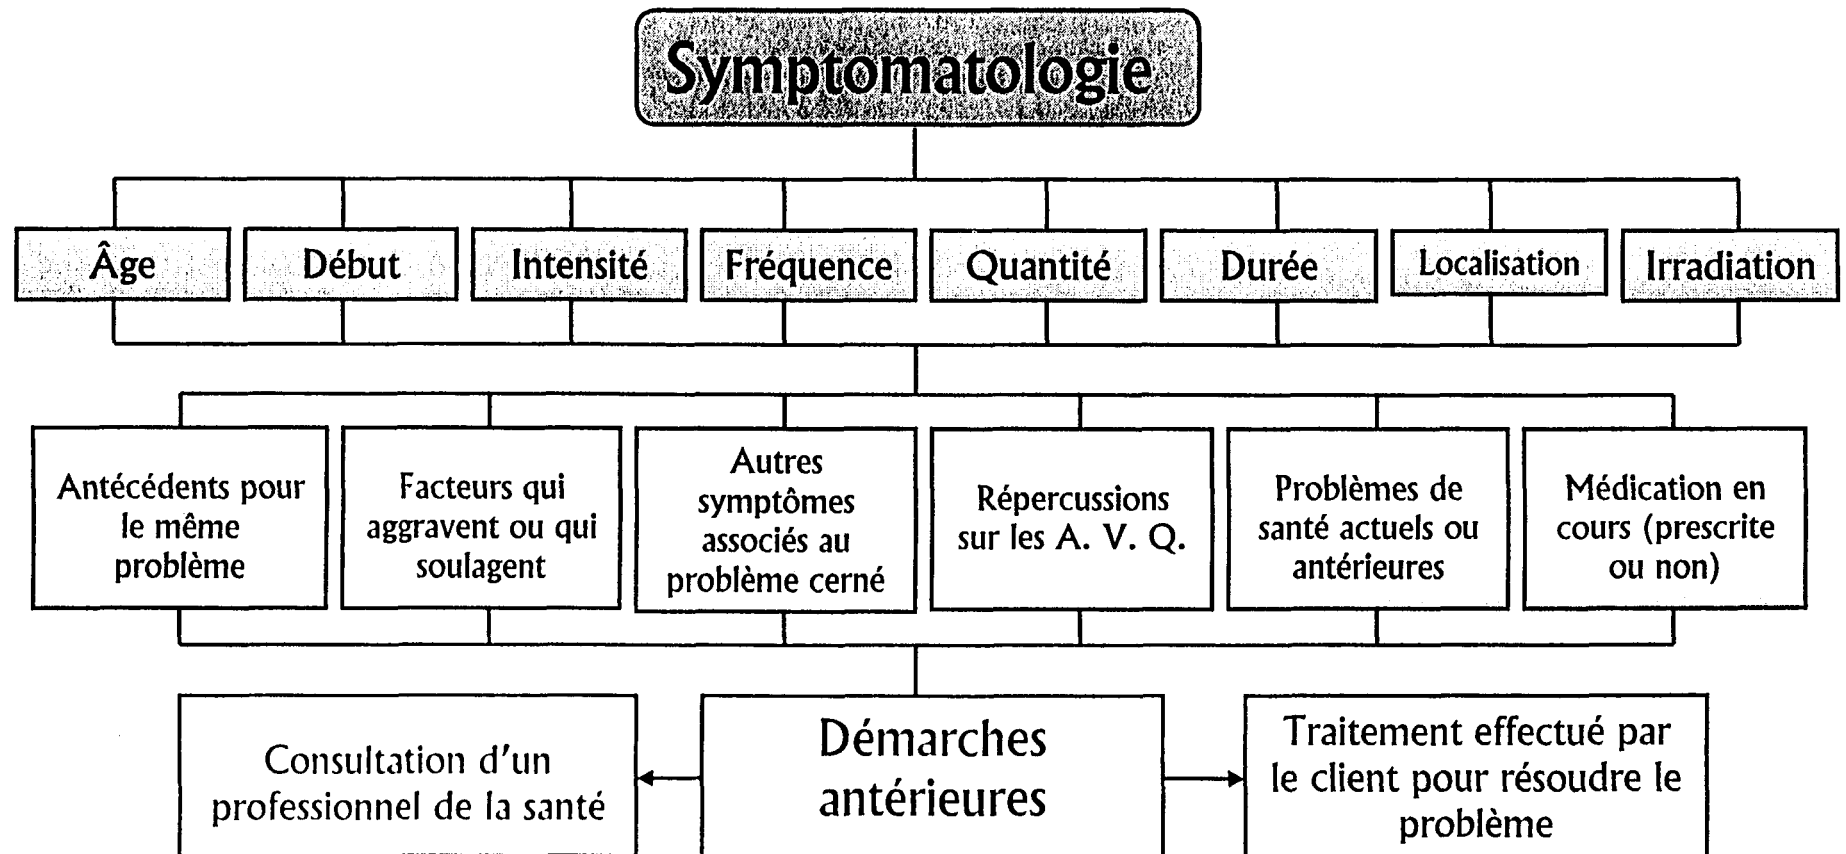 Symptomatologie
Âge
Début
Intensité
Fréquence
Quantité
Durée
Localisation
Irradiation
Antécédents pour
le même
problème
Facteurs qui
aggravent ou qui
soulagent
Autres
symptômes
associés au
problème cerné
Répercussions
sur les A. V. Q.
Problèmes de
santé actuels ou
antérieures
Médication en
cours (prescrite
ou non)
Consultation d'un
professionnel de la santé
Démarches
antérieures
Traitement effectué par
le client pour résoudre le
problème